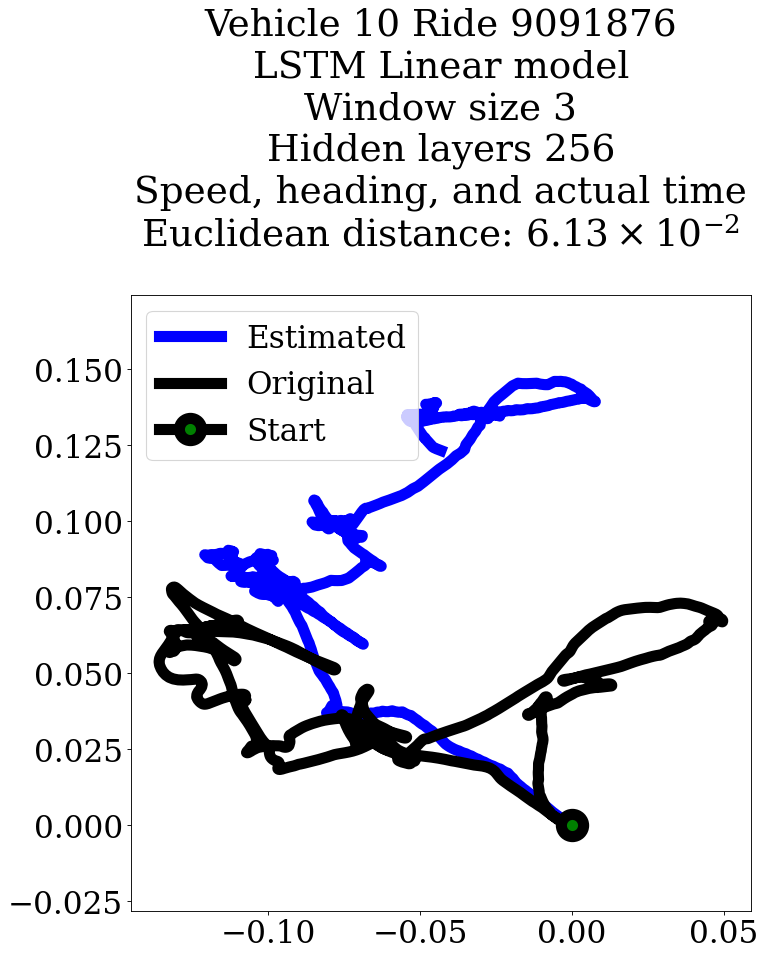 Vehicle 10 Ride 9091876
LSTM Linear model
Window size 3
Hidden layers 256
Speed, heading, and actual time
Euclidean distance: 6.13 × 10⁻²
Estimated
Original
Start
0.150
0.125
0.100
0.075
0.050
0.025
0.000
−0.025
−0.10
−0.05
0.00
0.05